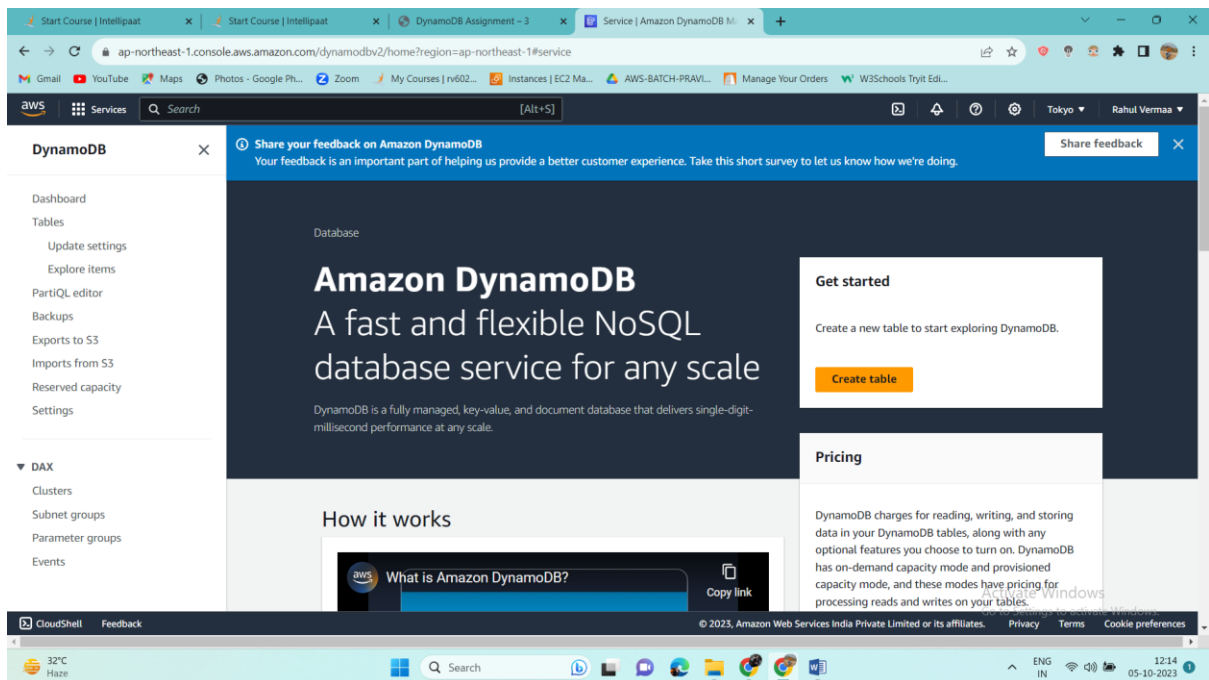 Start Course | Intellipaat
Start Course | Intellipaat
DynamoDB Assignment – 3
Service | Amazon DynamoDB M
ap-northeast-1.console.aws.amazon.com/dynamodbv2/home?region=ap-northeast-1#service
Gmail YouTube Maps Photos - Google Ph... Zoom My Courses | rv602... Instances | EC2 Ma... AWS-BATCH-PRAVI... Manage Your Orders W3Schools Tryit Edi...
aws Services Search [Alt+S] Tokyo Rahul Vermaa
DynamoDB
Share your feedback on Amazon DynamoDB
Your feedback is an important part of helping us provide a better customer experience. Take this short survey to let us know how we're doing.
Share feedback
Dashboard
Tables
Update settings
Explore items
PartiQL editor
Backups
Exports to S3
Imports from S3
Reserved capacity
Settings
DAX
Clusters
Subnet groups
Parameter groups
Events
Database
Amazon DynamoDB
A fast and flexible NoSQL
database service for any scale
DynamoDB is a fully managed, key-value, and document database that delivers single-digit-
millisecond performance at any scale.
Get started
Create a new table to start exploring DynamoDB.
Create table
Pricing
DynamoDB charges for reading, writing, and storing
data in your DynamoDB tables, along with any
optional features you choose to turn on. DynamoDB
has on-demand capacity mode and provisioned
capacity mode, and these modes have pricing for
processing reads and writes on your tables.
How it works
aws What is Amazon DynamoDB?
Copy link
Activate Windows
Go to Settings to activate Windows.
CloudShell Feedback © 2023, Amazon Web Services India Private Limited or its affiliates. Privacy Terms Cookie preferences
32°C
Haze
Search
ENG
IN
12:14
05-10-2023
1